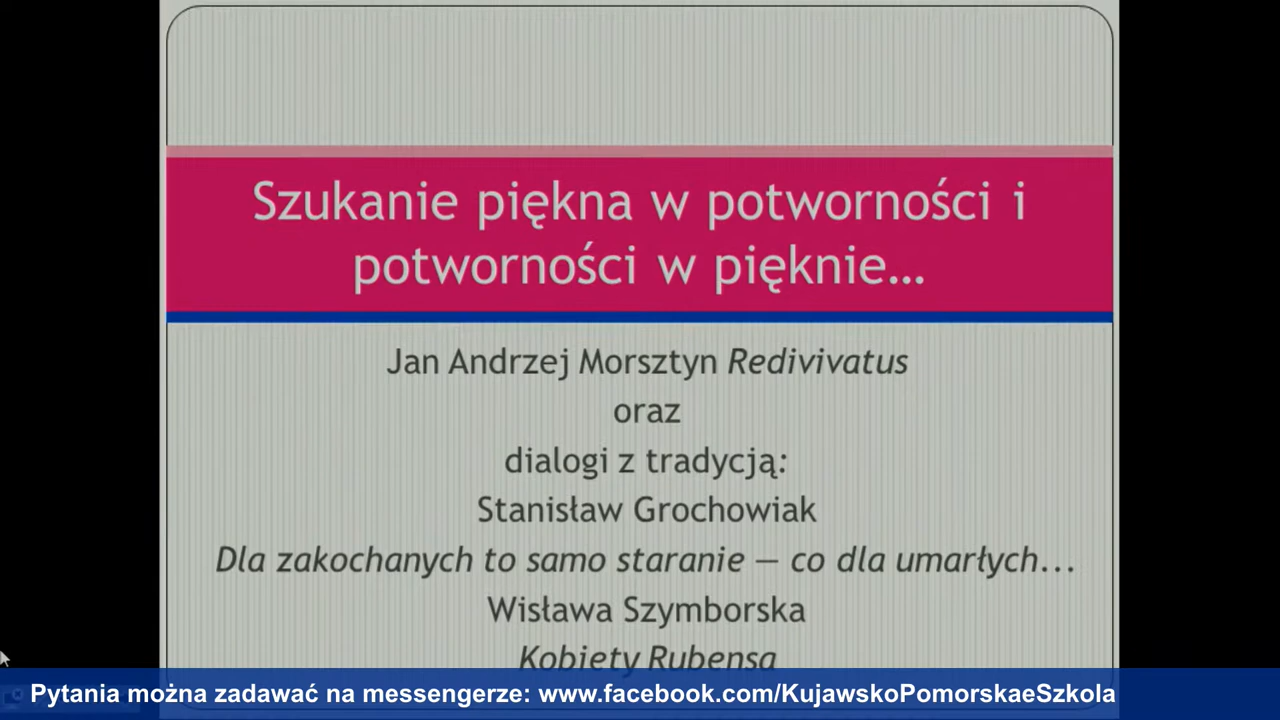 Szukanie piękna w potworności i
potworności w pięknie...
Jan Andrzej Morsztyn Redivivatus
oraz
dialogi z tradycją:
Stanisław Grochowiak
Dla zakochanych to samo staranie — co dla umarłych...
Wisława Szymborska
Kobiety Rubensa
Pytania można zadawać na messengerze: www.facebook.com/KujawskoPomorskaeSzkola